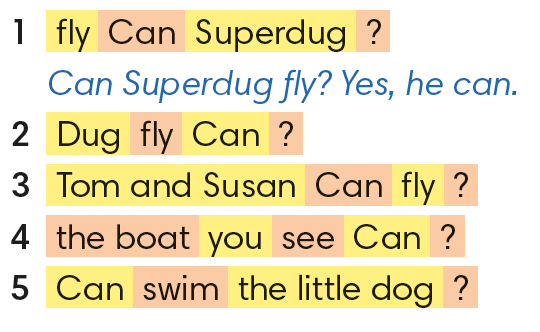 1 fly Can Superdug ?
Can Superdug fly? Yes, he can.
2 Dug fly Can ?
3 Tom and Susan Can fly ?
4 the boat you see Can ?
5 Can swim the little dog ?